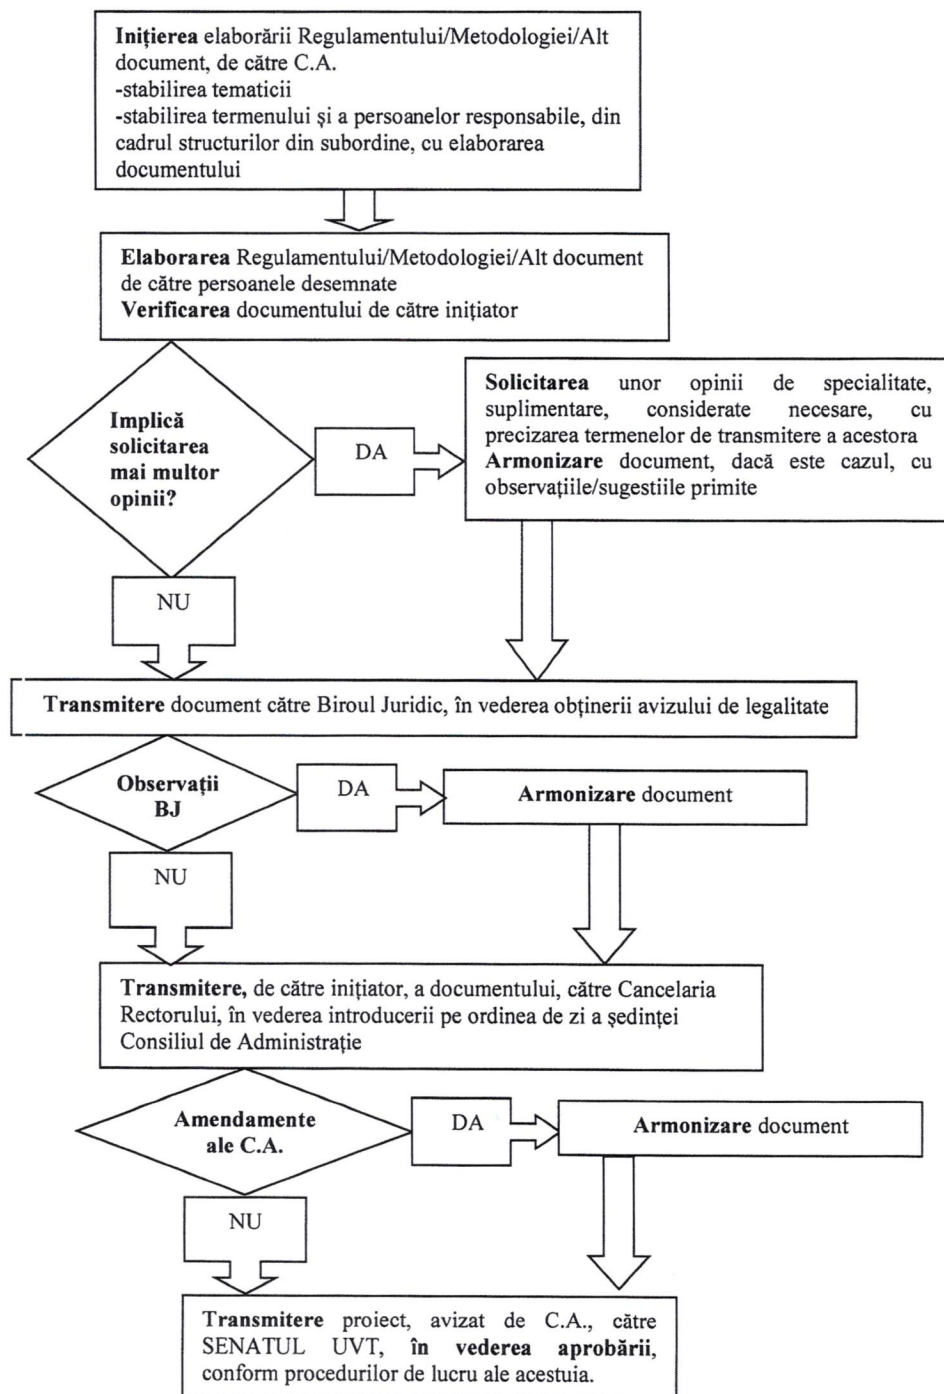 Inițierea elaborării Regulamentului/Metodologiei/Alt
document, de către C.A.
-stabilirea tematicii
-stabilirea termenului și a persoanelor responsabile, din
cadrul structurilor din subordine, cu elaborarea
documentului
Elaborarea Regulamentului/Metodologiei/Alt document
de către persoanele desemnate
Verificarea documentului de către inițiator
Implică
solicitarea
mai multor
opinii?
DA
Solicitarea unor opinii de specialitate,
suplimentare, considerate necesare, cu
precizarea termenelor de transmitere a acestora
Armonizare document, dacă este cazul, cu
observațiile/sugestiile primite
NU
Transmitere document către Biroul Juridic, în vederea obținerii avizului de legalitate
Observații
BJ
DA
Armonizare document
NU
Transmitere, de către inițiator, a documentului, către Cancelaria
Rectorului, în vederea introducerii pe ordinea de zi a ședinței
Consiliul de Administrație
Amendamente
ale C.A.
DA
Armonizare document
NU
Transmitere proiect, avizat de C.A., către
SENATUL UVT, în vederea aprobării,
conform procedurilor de lucru ale acestuia.